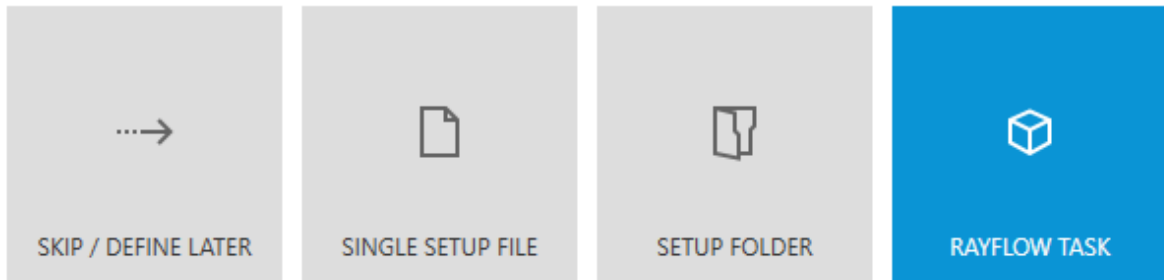 SKIP / DEFINE LATER
SINGLE SETUP FILE
SETUP FOLDER
RAYFLOW TASK